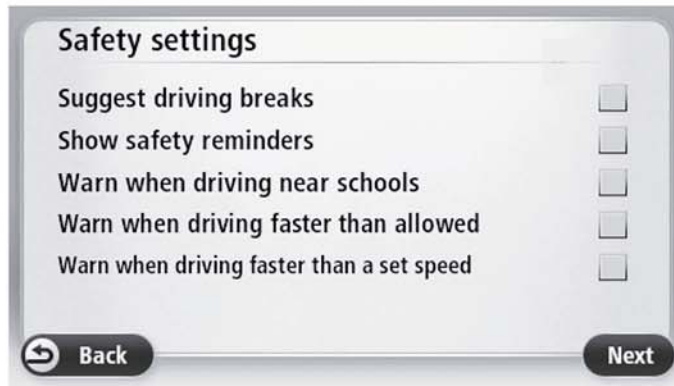 Safety settings
Suggest driving breaks
Show safety reminders
Warn when driving near schools
Warn when driving faster than allowed
Warn when driving faster than a set speed
Back
Next